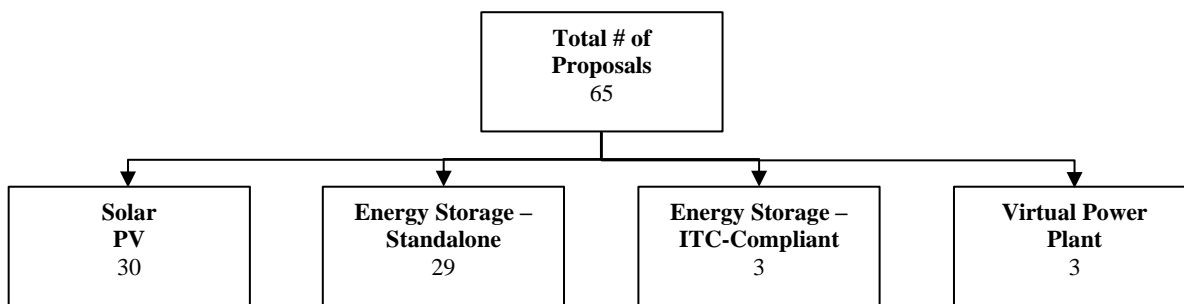 Total # of
Proposals
65
Solar
PV
30
Energy Storage –
Standalone
29
Energy Storage –
ITC-Compliant
3
Virtual Power
Plant
3